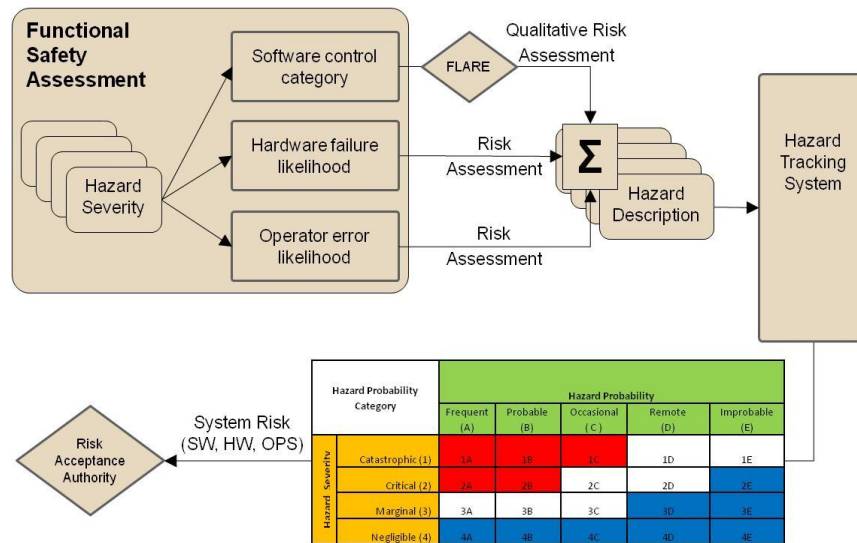 Functional
Safety
Assessment
Hazard
Severity
Software control
category
Hardware failure
likelihood
Operator error
likelihood
FLARE
Qualitative Risk
Assessment
Risk
Assessment
Risk
Assessment
Σ
Hazard
Description
Hazard
Tracking
System
Hazard Probability
Category
Hazard Probability
Frequent (A) Probable (B) Occasional ( C ) Remote (D) Improbable (E)
Hazard Severity
Catastrophic (1) 1A 1B 1C 1D 1E
Critical (2) 2A 2B 2C 2D 2E
Marginal (3) 3A 3B 3C 3D 3E
Negligible (4) 4A 4B 4C 4D 4E
System Risk
(SW, HW, OPS)
Risk
Acceptance
Authority